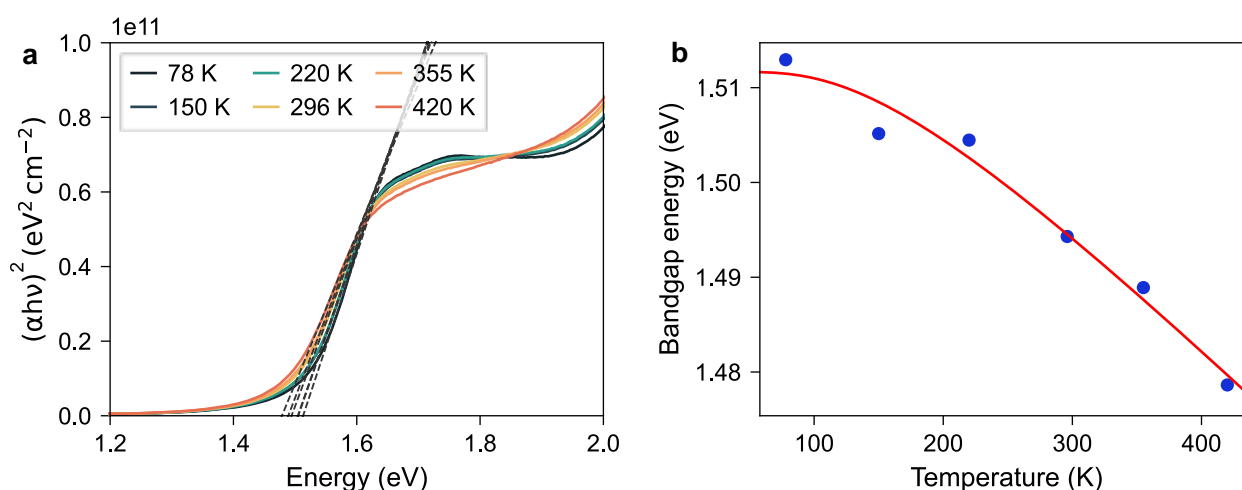 a
1e11
1.0
0.8
0.6
0.4
0.2
0.0
(αhν)² (eV² cm⁻²)
78 K 220 K 355 K
150 K 296 K 420 K
1.2 1.4 1.6 1.8 2.0
Energy (eV)
b
1.51
1.50
1.49
1.48
Bandgap energy (eV)
100 200 300 400
Temperature (K)